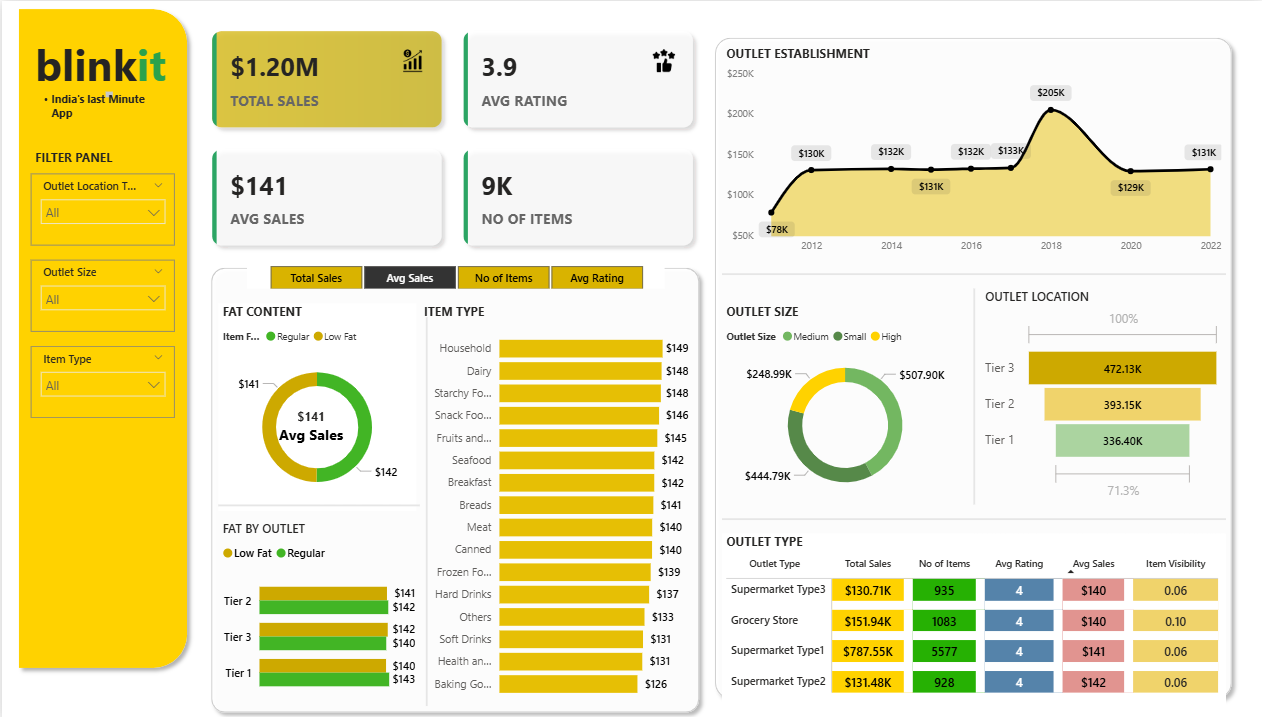 blinkit
• India's last Minute
App
FILTER PANEL
Outlet Location T...
All
Outlet Size
All
Item Type
All
$1.20M
TOTAL SALES
3.9
AVG RATING
$141
AVG SALES
9K
NO OF ITEMS
Total Sales
Avg Sales
No of Items
Avg Rating
FAT CONTENT
Item F... Regular Low Fat
$141
$141
Avg Sales
$142
FAT BY OUTLET
Low Fat Regular
Tier 2 $141
$142
Tier 3 $142
$140
Tier 1 $140
$143
ITEM TYPE
Household $149
Dairy $148
Starchy Fo... $148
Snack Foo... $146
Fruits and... $145
Seafood $142
Breakfast $142
Breads $141
Meat $140
Canned $140
Frozen Fo... $139
Hard Drinks $137
Others $133
Soft Drinks $131
Health an... $131
Baking Go... $126
OUTLET ESTABLISHMENT
$250K
$200K
$150K
$100K
$50K
$78K
$130K
$132K
$131K
$132K
$133K
$205K
$129K
$131K
2012 2014 2016 2018 2020 2022
OUTLET SIZE
Outlet Size Medium Small High
$248.99K
$507.90K
$444.79K
OUTLET LOCATION
100%
Tier 3 472.13K
Tier 2 393.15K
Tier 1 336.40K
71.3%
OUTLET TYPE
Outlet Type Total Sales No of Items Avg Rating Avg Sales Item Visibility
Supermarket Type3 $130.71K 935 4 $140 0.06
Grocery Store $151.94K 1083 4 $140 0.10
Supermarket Type1 $787.55K 5577 4 $141 0.06
Supermarket Type2 $131.48K 928 4 $142 0.06